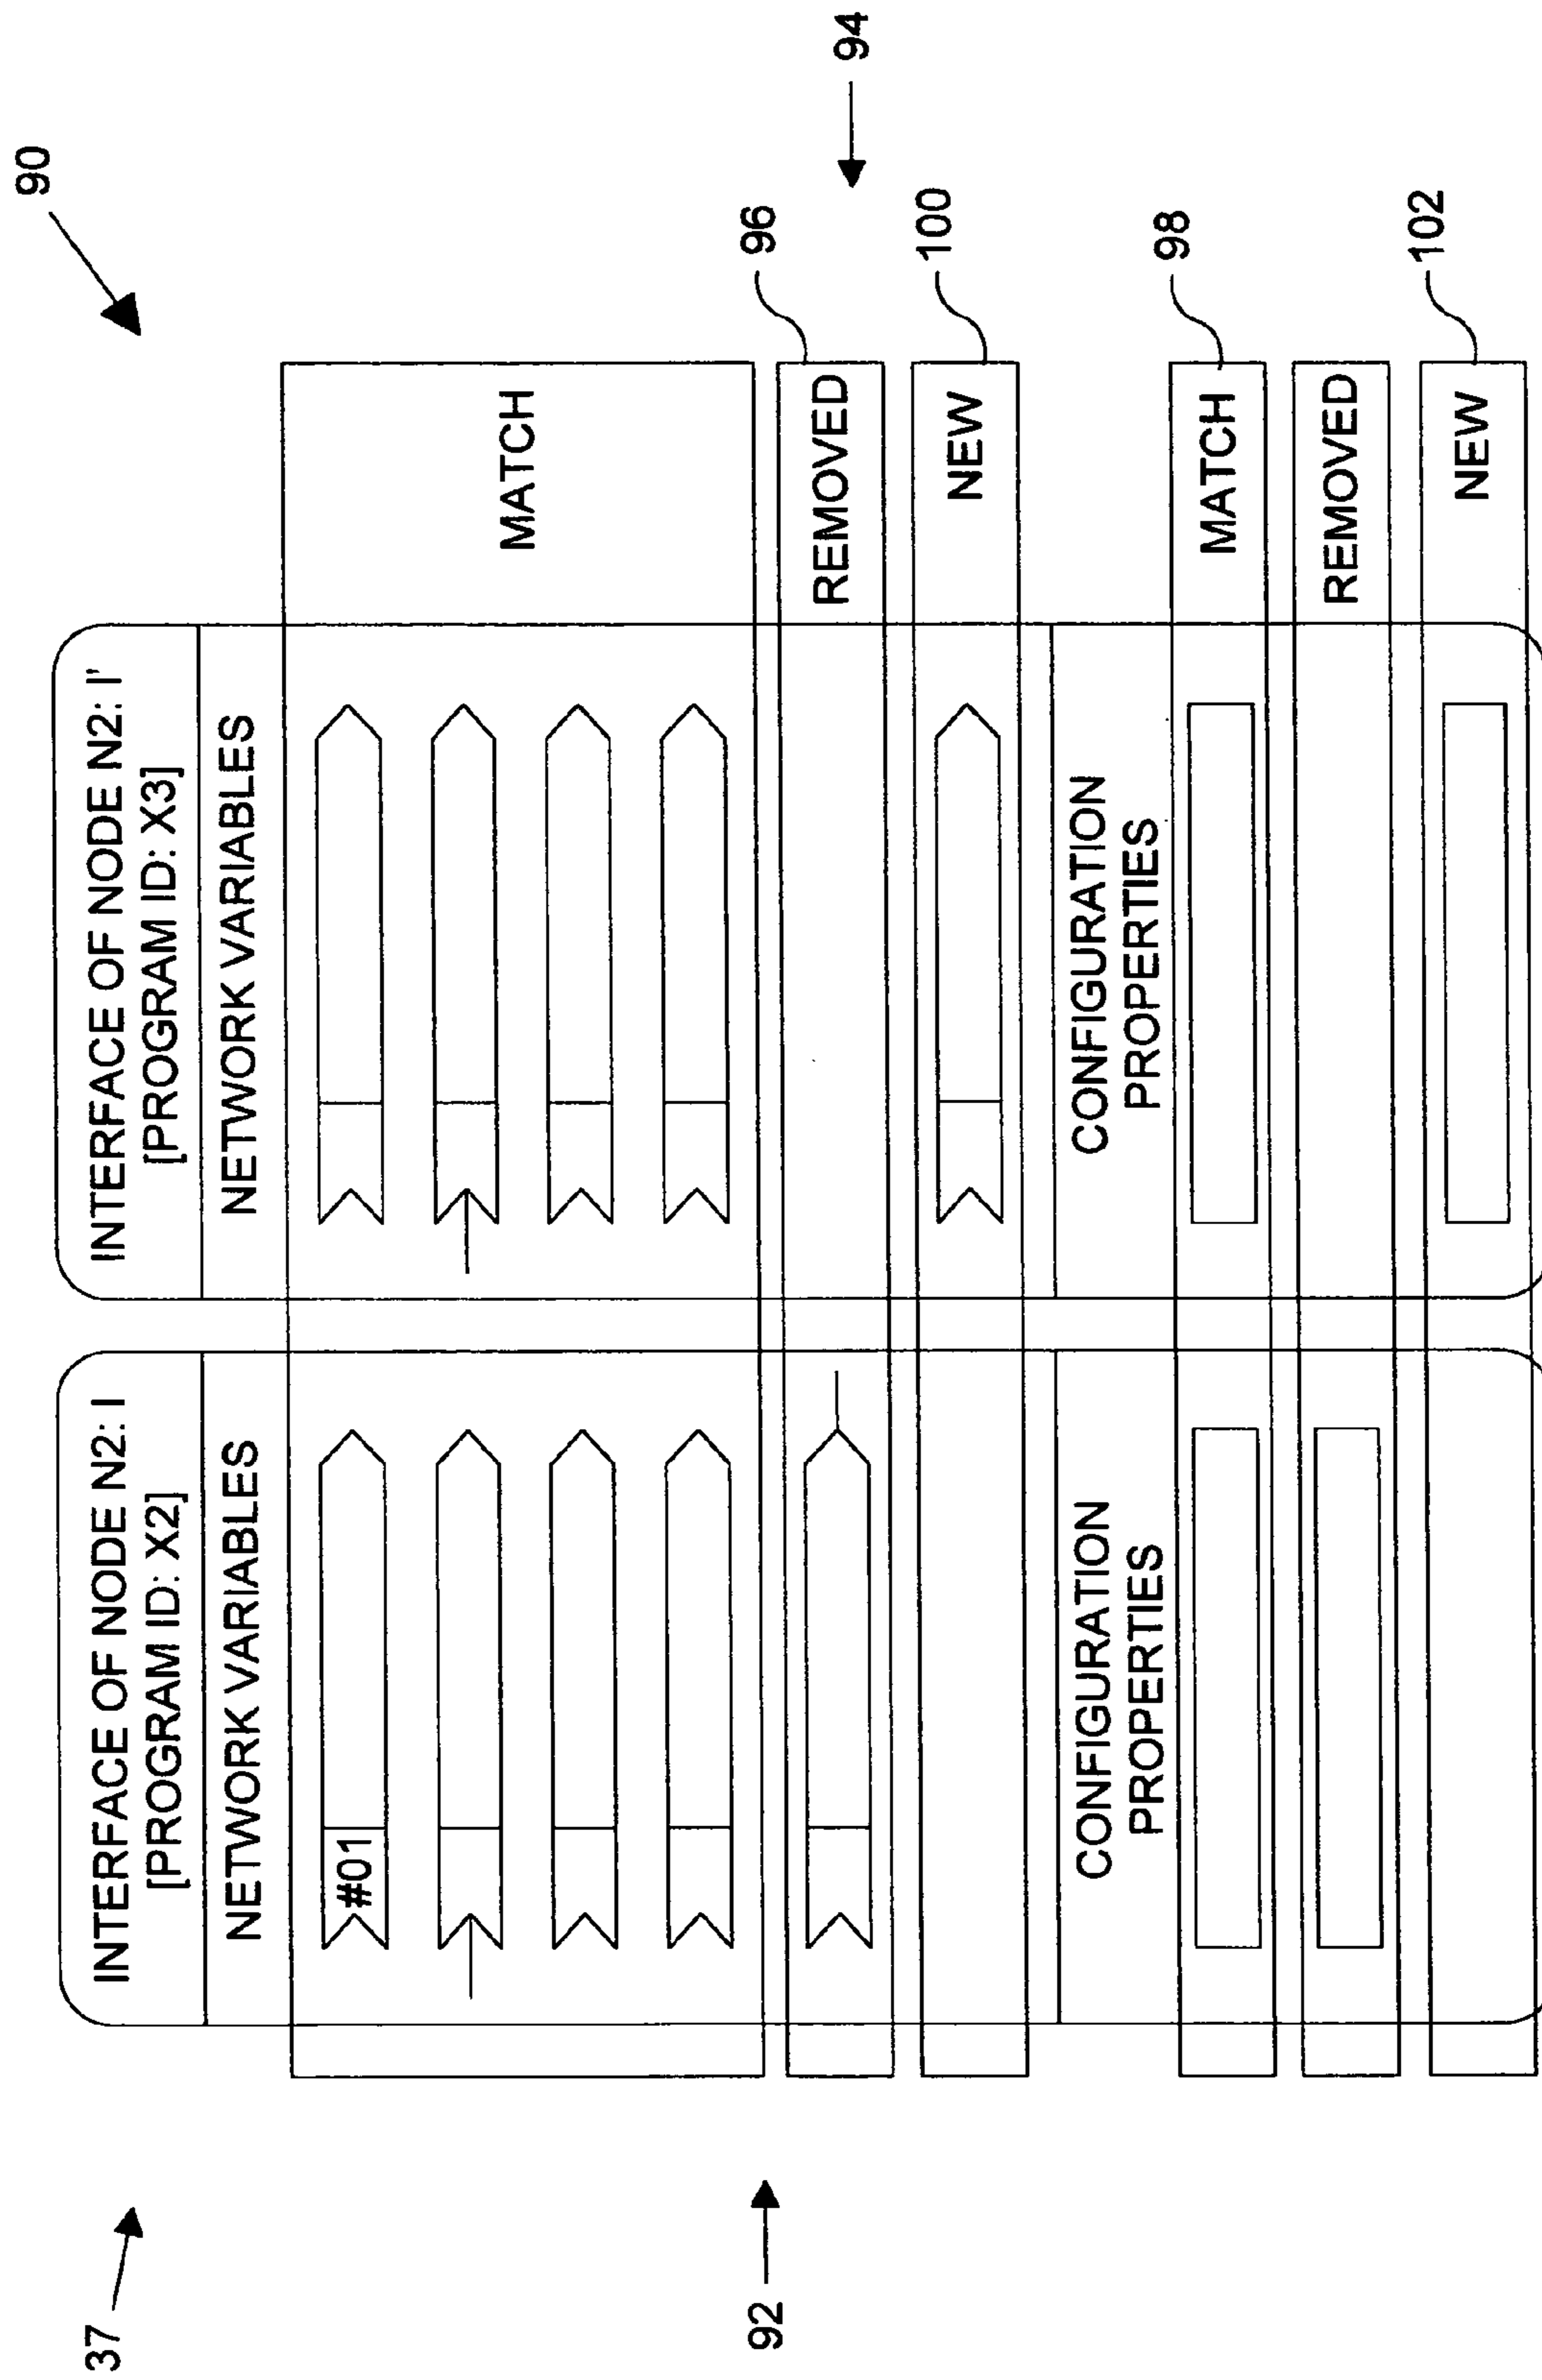 37
90
INTERFACE OF NODE N2: I
[PROGRAM ID: X2]
NETWORK VARIABLES
#01
CONFIGURATION
PROPERTIES
INTERFACE OF NODE N2: I'
[PROGRAM ID: X3]
NETWORK VARIABLES
CONFIGURATION
PROPERTIES
MATCH
REMOVED
96
NEW
100
92
94
MATCH
98
REMOVED
NEW
102